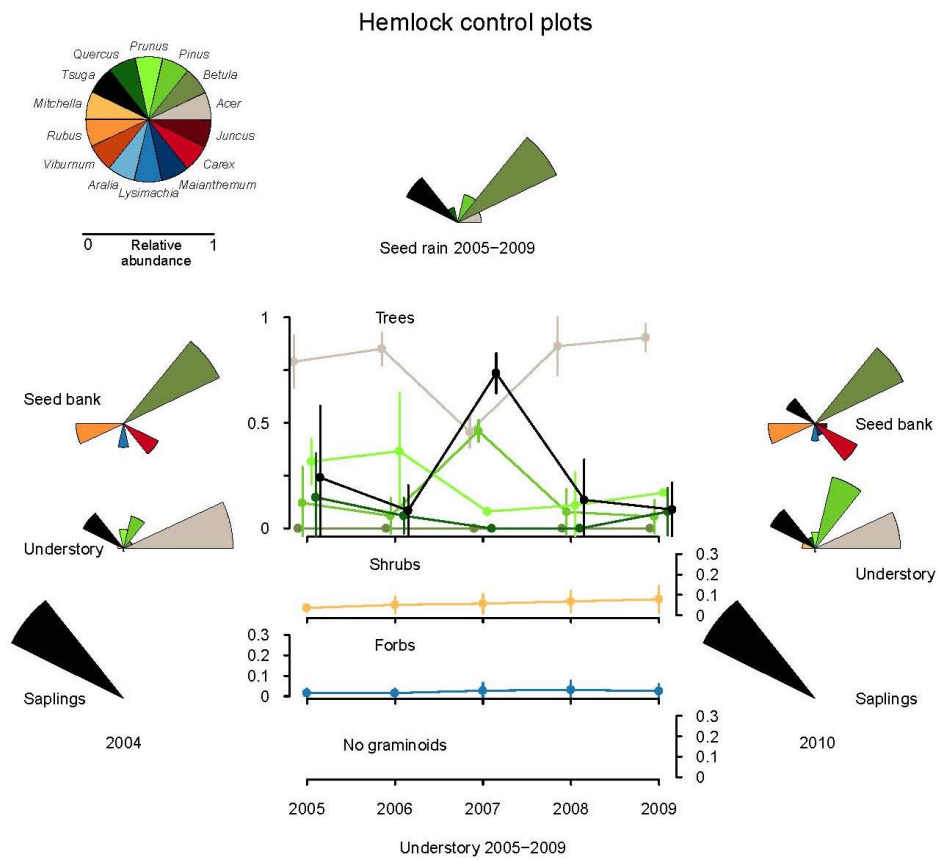 Hemlock control plots
Prunus
Quercus
Pinus
Tsuga
Betula
Mitchella
Acer
Rubus
Juncus
Viburnum
Carex
Aralia
Maianthemum
Lysimachia
0 Relative 1
abundance
Seed rain 2005−2009
1
Trees
Seed bank
0.5
Seed bank
Understory
0
Understory
Shrubs
0.3
0.2
0.1
0
Forbs
0.3
0.2
0.1
0
Saplings
Saplings
No graminoids
0.3
0.2
0.1
0
2004
2010
2005 2006 2007 2008 2009
Understory 2005−2009